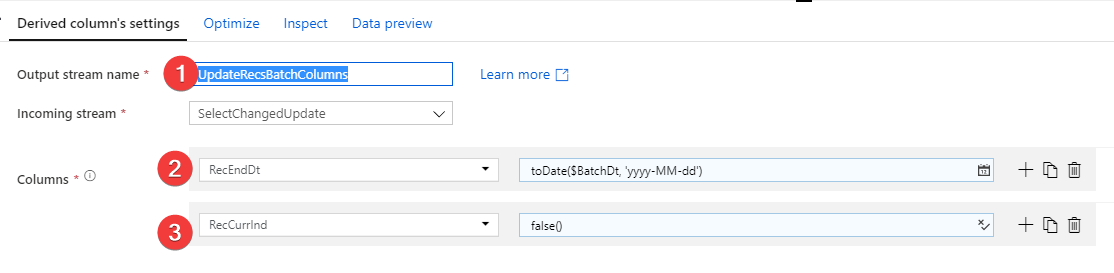 Derived column's settings Optimize Inspect Data preview
Output stream name * 1 UpdateRecsBatchColumns Learn more
Incoming stream * SelectChangedUpdate
Columns * 2 RecEndDt toDate($BatchDt, 'yyyy-MM-dd')
3 RecCurrInd false()